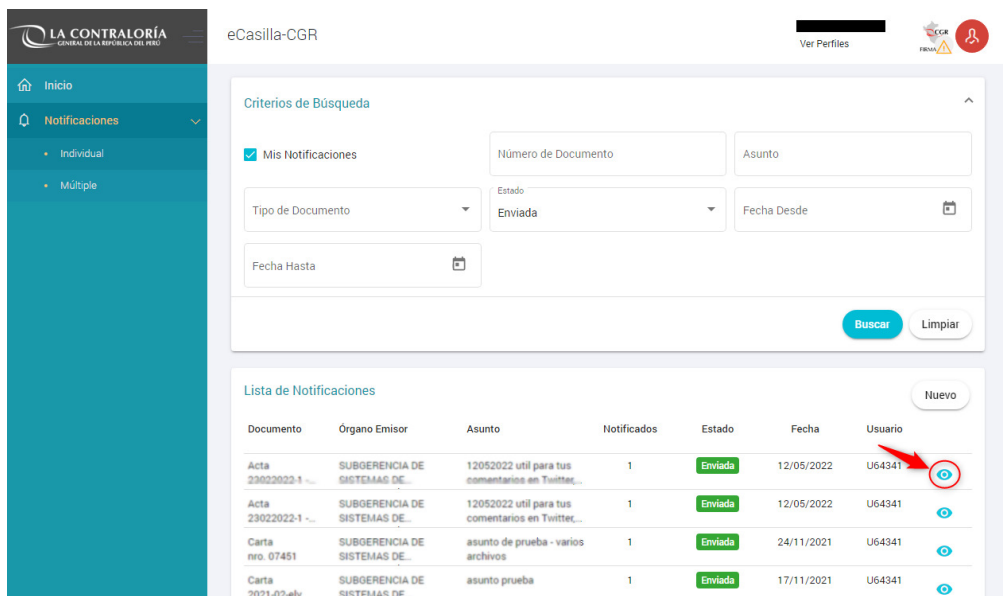 LA CONTRALORÍA
GENERAL DE LA REPÚBLICA DEL PERÚ
eCasilla-CGR
Ver Perfiles
CGR
FIRMA
Inicio
Notificaciones
Individual
Múltiple
Criterios de Búsqueda
Mis Notificaciones
Número de Documento
Asunto
Tipo de Documento
Estado
Enviada
Fecha Desde
Fecha Hasta
Buscar
Limpiar
Lista de Notificaciones
Nuevo
Documento Órgano Emisor Asunto Notificados Estado Fecha Usuario
Acta SUBGERENCIA DE 12052022 util para tus 1 Enviada 12/05/2022 U64341
23022022-1 -... SISTEMAS DE... comentarios en Twitter,...
Acta SUBGERENCIA DE 12052022 util para tus 1 Enviada 12/05/2022 U64341
23022022-1 -... SISTEMAS DE... comentarios en Twitter,...
Carta SUBGERENCIA DE asunto de prueba - varios 1 Enviada 24/11/2021 U64341
nro. 07451 SISTEMAS DE... archivos
Carta SUBGERENCIA DE asunto prueba 1 Enviada 17/11/2021 U64341
SISTEMAS DE